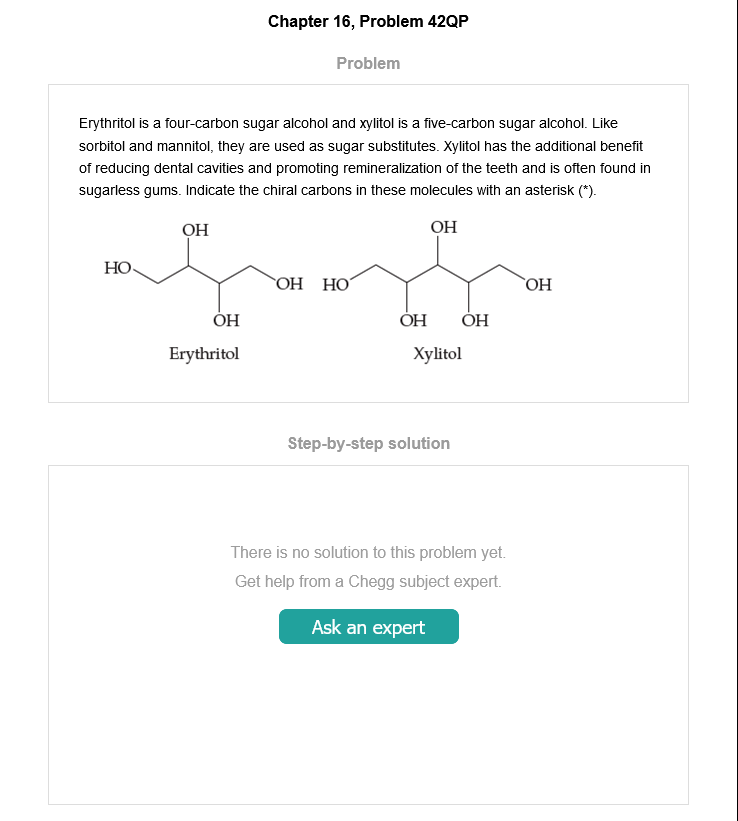 Chapter 16, Problem 42QP
Problem
Erythritol is a four-carbon sugar alcohol and xylitol is a five-carbon sugar alcohol. Like
sorbitol and mannitol, they are used as sugar substitutes. Xylitol has the additional benefit
of reducing dental cavities and promoting remineralization of the teeth and is often found in
sugarless gums. Indicate the chiral carbons in these molecules with an asterisk (*).
OH OH
HO OH HO OH
OH OH OH
Erythritol Xylitol
Step-by-step solution
There is no solution to this problem yet.
Get help from a Chegg subject expert.
Ask an expert